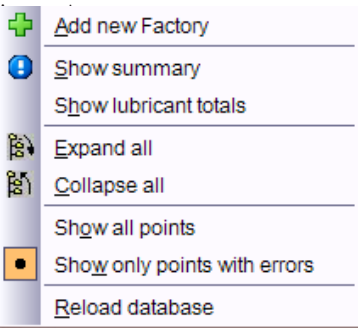 Add new Factory
Show summary
Show lubricant totals
Expand all
Collapse all
Show all points
Show only points with errors
Reload database